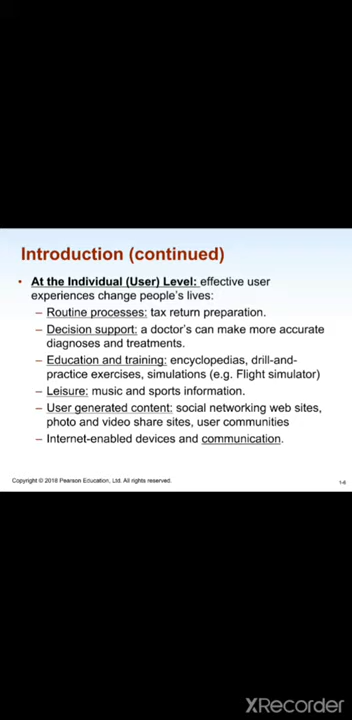 Introduction (continued)
• At the Individual (User) Level: effective user
experiences change people's lives:
– Routine processes: tax return preparation.
– Decision support: a doctor's can make more accurate
diagnoses and treatments.
– Education and training: encyclopedias, drill-and-
practice exercises, simulations (e.g. Flight simulator)
– Leisure: music and sports information.
– User generated content: social networking web sites,
photo and video share sites, user communities
– Internet-enabled devices and communication.
Copyright © 2018 Pearson Education, Ltd. All rights reserved.
1-6
XRecorder